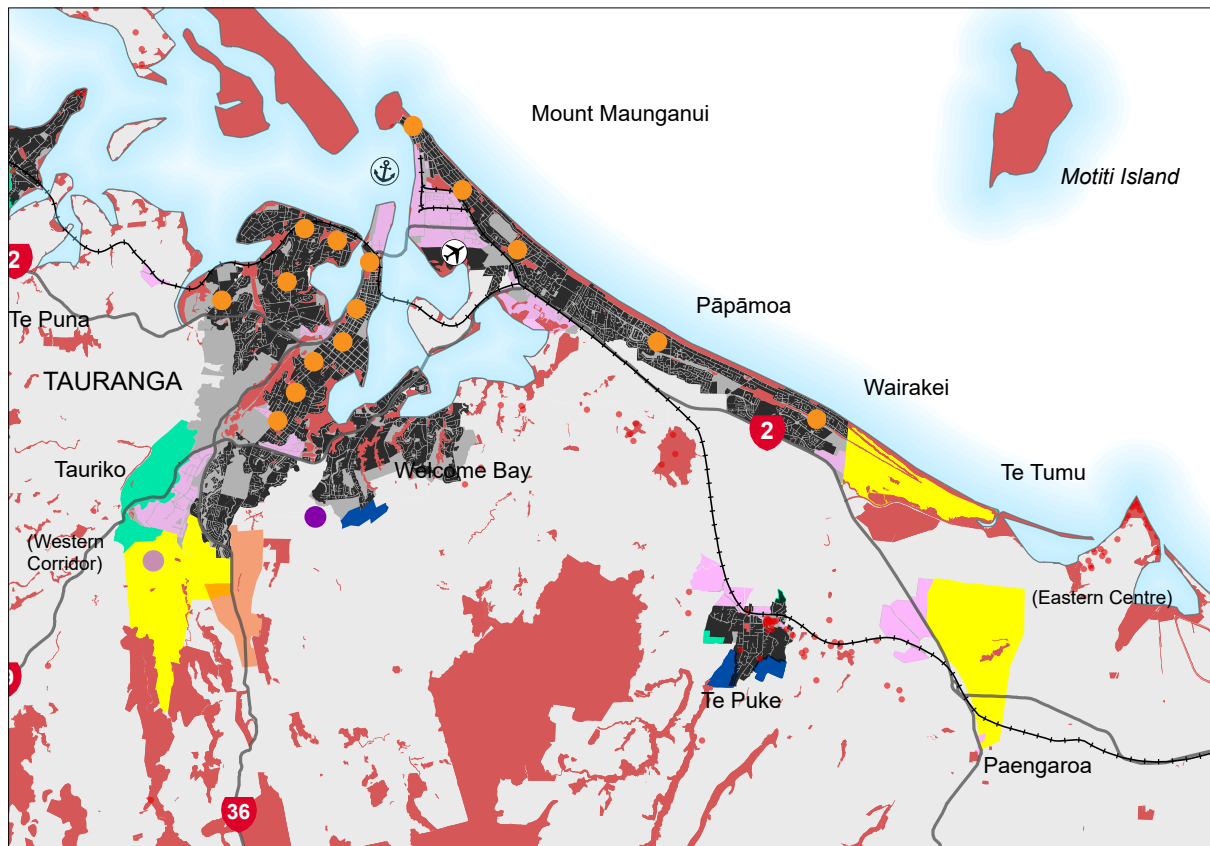 Mount Maunganui
Motiti Island
2
Te Puna
Pāpāmoa
TAURANGA
Wairakei
2
Tauriko
Welcome Bay
Te Tumu
(Western
Corridor)
(Eastern Centre)
Te Puke
Paengaroa
36